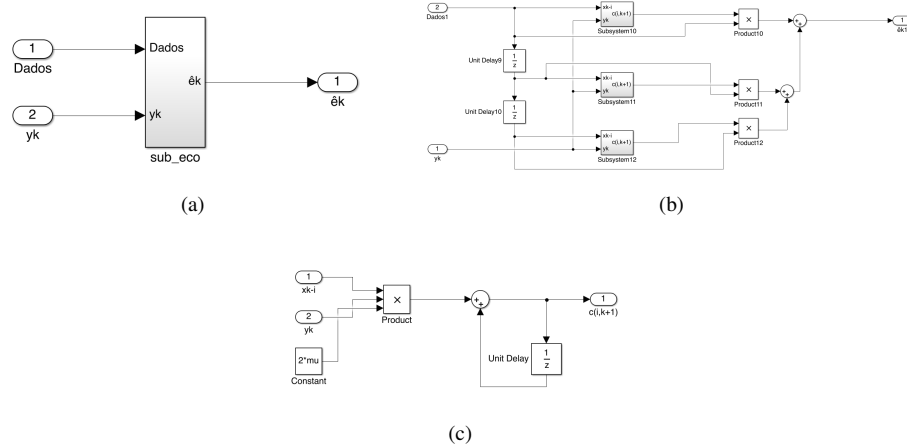 1
Dados
2
yk
Dados
yk
êk
sub_eco
1
êk
(a)
2
Dados1
xk-i
yk
c(i,k+1)
Subsystem10
×
Product10
+
+
1
êk1
Unit Delay9
1
z
xk-i
yk
c(i,k+1)
Subsystem11
×
Product11
+
+
Unit Delay10
1
z
1
yk
xk-i
yk
c(i,k+1)
Subsystem12
×
Product12
(b)
1
xk-i
2
yk
2*mu
Constant
×
Product
+
+
1
c(i,k+1)
Unit Delay
1
z
(c)